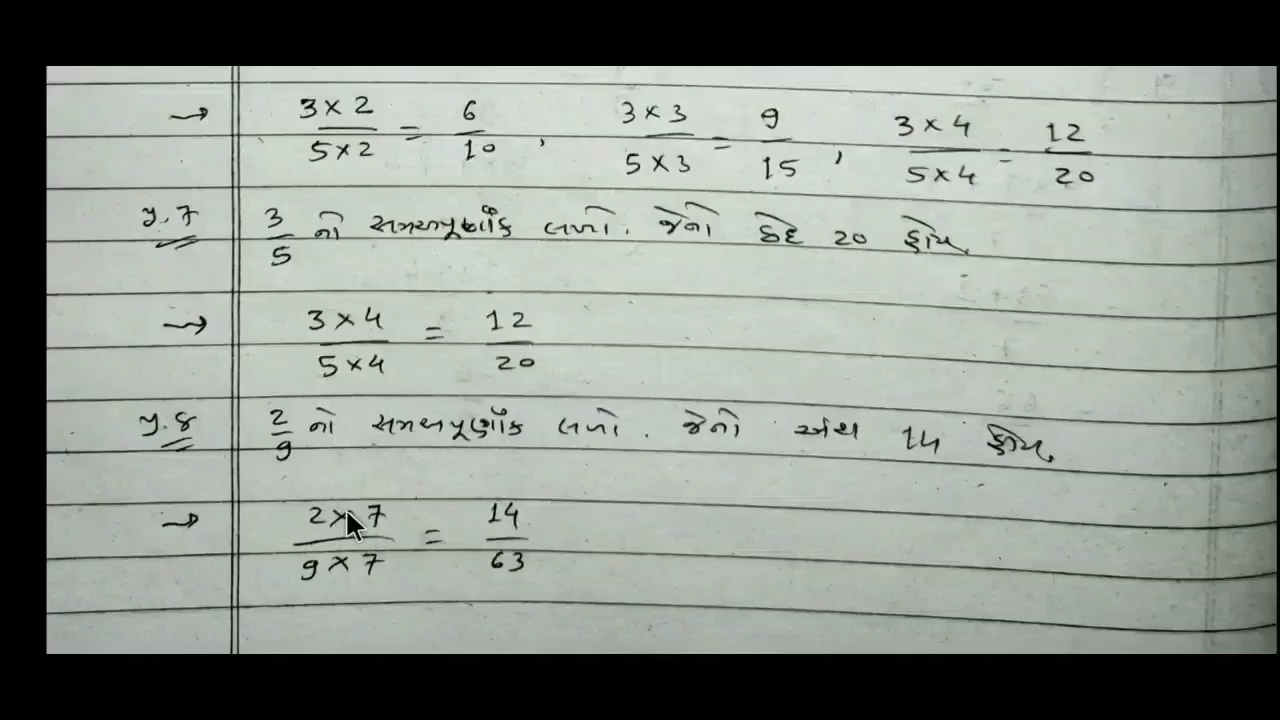 → 3 × 2 / 5 × 2 = 6 / 10 , 3 × 3 / 5 × 3 = 9 / 15 , 3 × 4 / 5 × 4 = 12 / 20
પ્ર.7 3/5 નો સમઅપૂર્ણાંક લખો. જેનો છેદ 20 હોય.
→ 3 × 4 / 5 × 4 = 12 / 20
પ્ર.8 2/9 નો સમઅપૂર્ણાંક લખો. જેનો અંશ 14 હોય.
→ 2 × 7 / 9 × 7 = 14 / 63